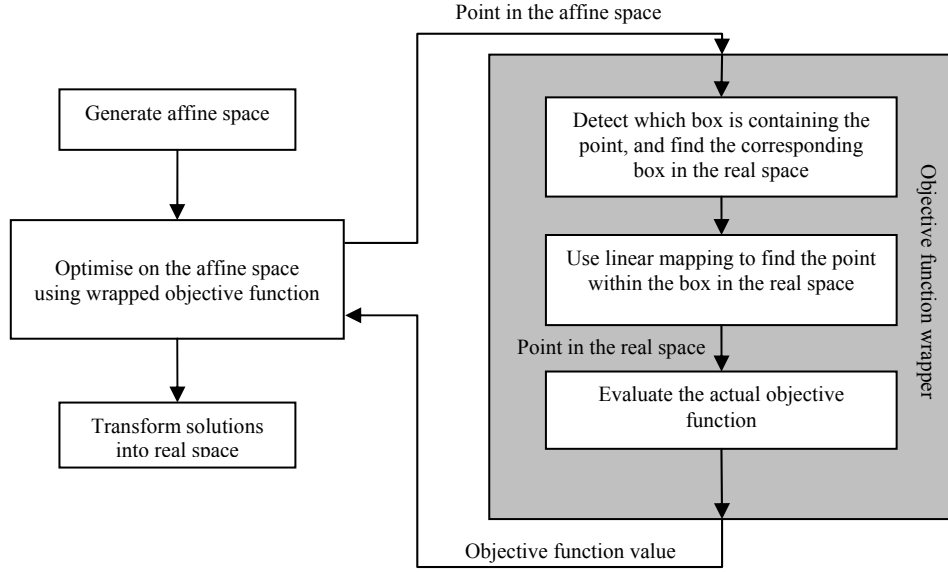 Point in the affine space
Generate affine space
Optimise on the affine space
using wrapped objective function
Transform solutions
into real space
Detect which box is containing the
point, and find the corresponding
box in the real space
Use linear mapping to find the point
within the box in the real space
Point in the real space
Evaluate the actual objective
function
Objective function wrapper
Objective function value